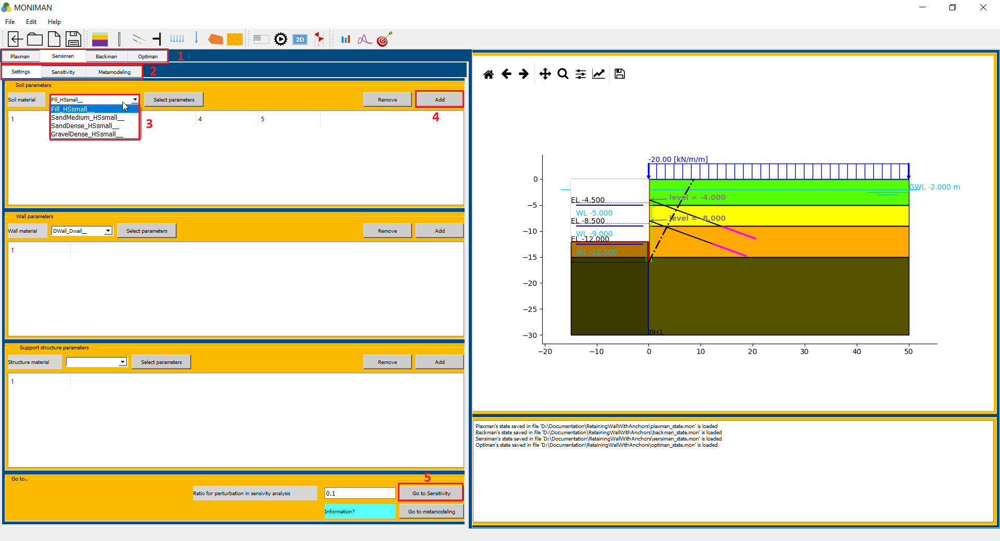 MONIMAN
File Edit Help
2D
Plaxman Sensiman Backman Optiman 1
Settings Sensitivity Metamodeling 2
Soil parameters
Soil material Fill_HSsmall__ Select parameters Remove Add
Fill_HSsmall__
SandMedium_HSsmall__
SandDense_HSsmall__
GravelDense_HSsmall__
3
4
1 4 5
Wall parameters
Wall material DWall_Dwall__ Select parameters Remove Add
1
Support structure parameters
Structure material Select parameters Remove Add
1
Go to..
5
Ratio for perturbation in sensivity analysis 0.1 Go to Sensitivity
Information? Go to metamodeling
-20.00 [kN/m/m]
GWL -2.000 m
level = -4.000
EL -4.500
WL -5.000
level = -8.000
EL -8.500
WL -9.000
EL -12.000
WL -12.500
BH1
0
−5
−10
−15
−20
−25
−30
−20 −10 0 10 20 30 40 50
Plaxman's state saved in file 'D:\Documentation\RetainingWallWithAnchors\plaxman_state.mon' is loaded
Backman's state saved in file 'D:\Documentation\RetainingWallWithAnchors\backman_state.mon' is loaded
Sensiman's state saved in file 'D:\Documentation\RetainingWallWithAnchors\sensiman_state.mon' is loaded
Optiman's state saved in file 'D:\Documentation\RetainingWallWithAnchors\optiman_state.mon' is loaded